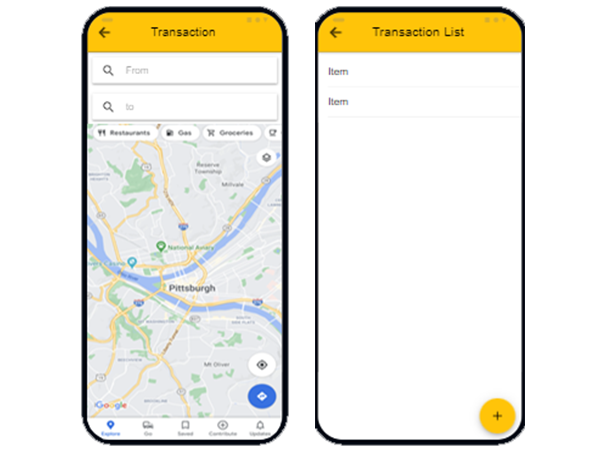 Transaction
From
to
Restaurants
Gas
Groceries
Reserve
Township
Millvale
National Aviary
Pittsburgh
Mt Oliver
Google
Explore
Go
Saved
Contribute
Updates
Transaction List
Item
Item
+